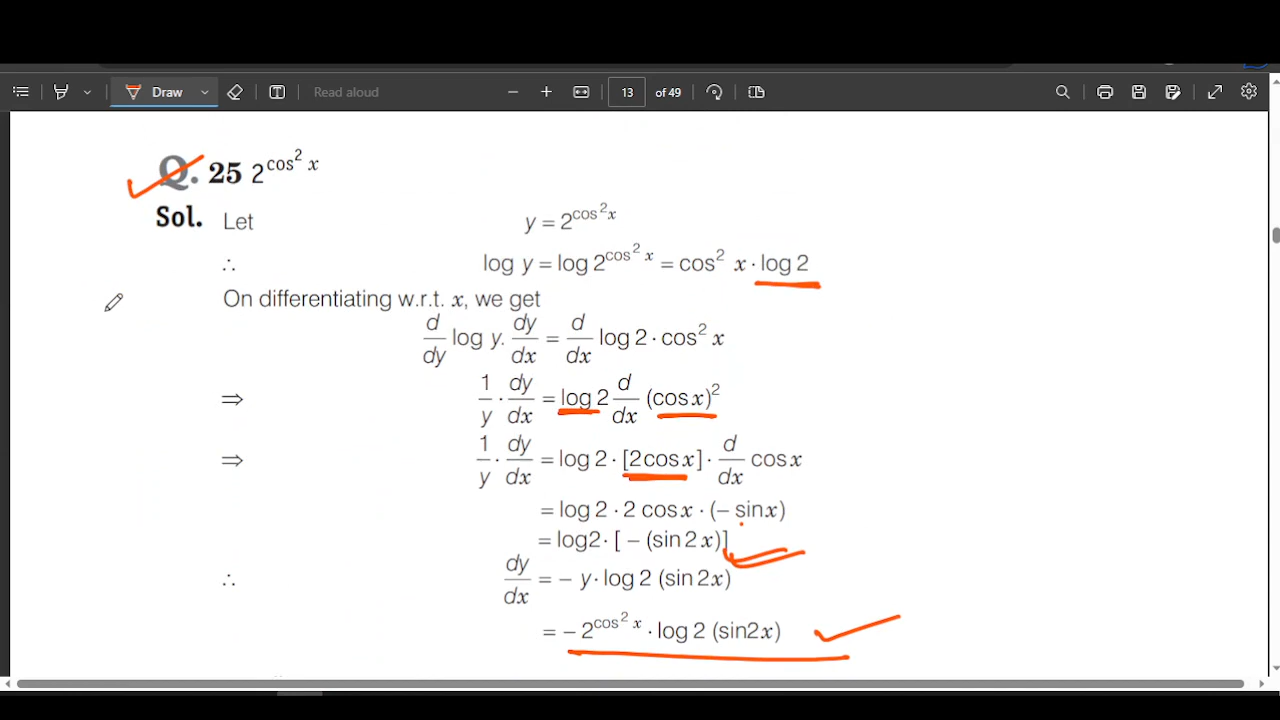 Draw
Read aloud
13 of 49
Q. 25 2^cos² x
Sol. Let y = 2^cos²x
∴ log y = log 2^cos² x = cos² x · log 2
On differentiating w.r.t. x, we get
d/dy log y. dy/dx = d/dx log 2 · cos² x
⇒ 1/y · dy/dx = log 2 d/dx (cos x)²
⇒ 1/y · dy/dx = log 2 · [2 cos x] · d/dx cos x
= log 2 · 2 cos x · (– sin x)
= log2 · [ – (sin 2 x)]
∴ dy/dx = – y · log 2 (sin 2x)
= – 2^cos² x · log 2 (sin2x)